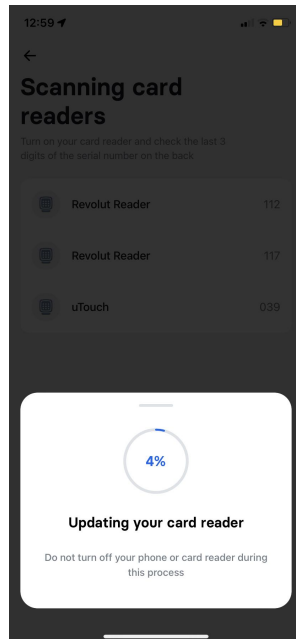 12:59
Scanning card
readers
Turn on your card reader and check the last 3
digits of the serial number on the back
Revolut Reader 112
Revolut Reader 117
uTouch 039
4%
Updating your card reader
Do not turn off your phone or card reader during
this process